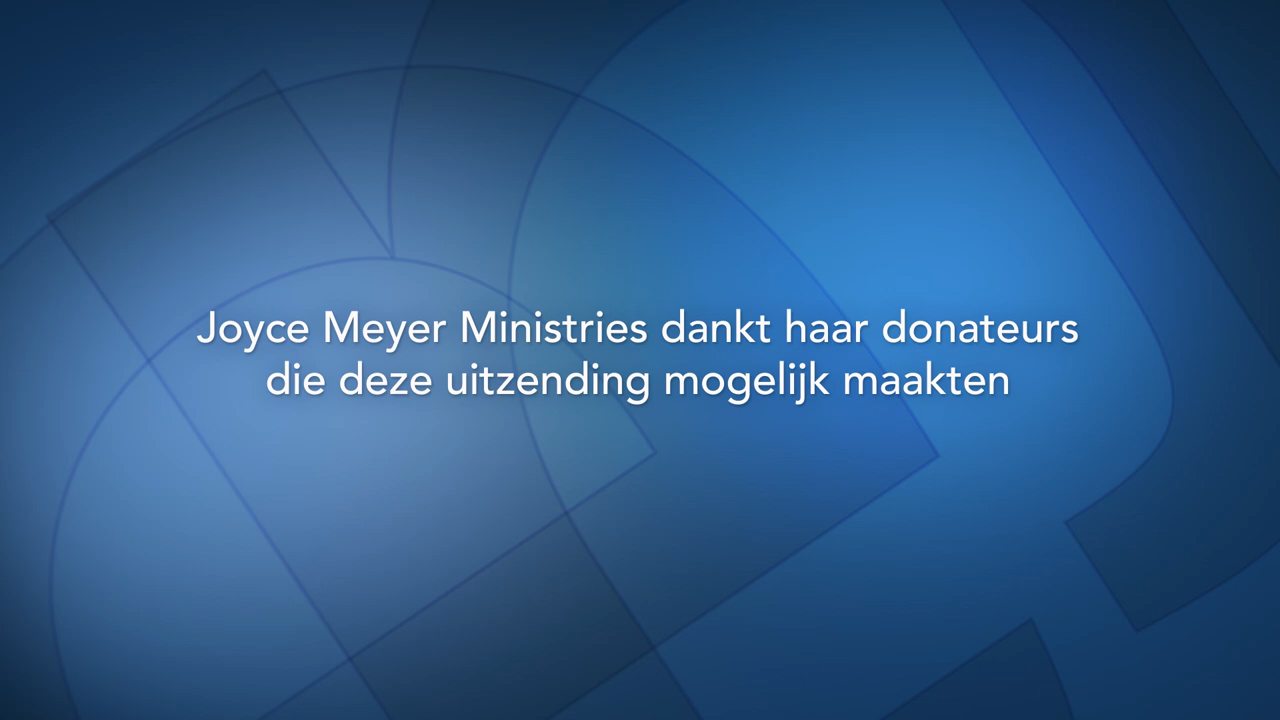 Joyce Meyer Ministries dankt haar donateurs
die deze uitzending mogelijk maakten